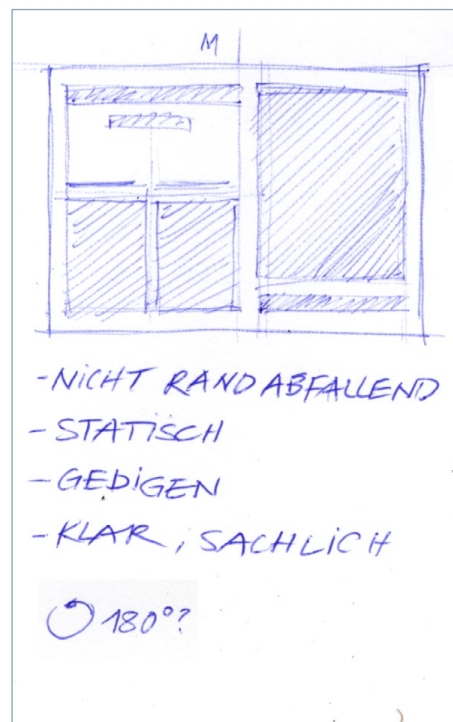 M
- NICHT RANDABFALLEND
- STATISCH
- GEDIGEN
- KLAR, SACHLICH
180°?